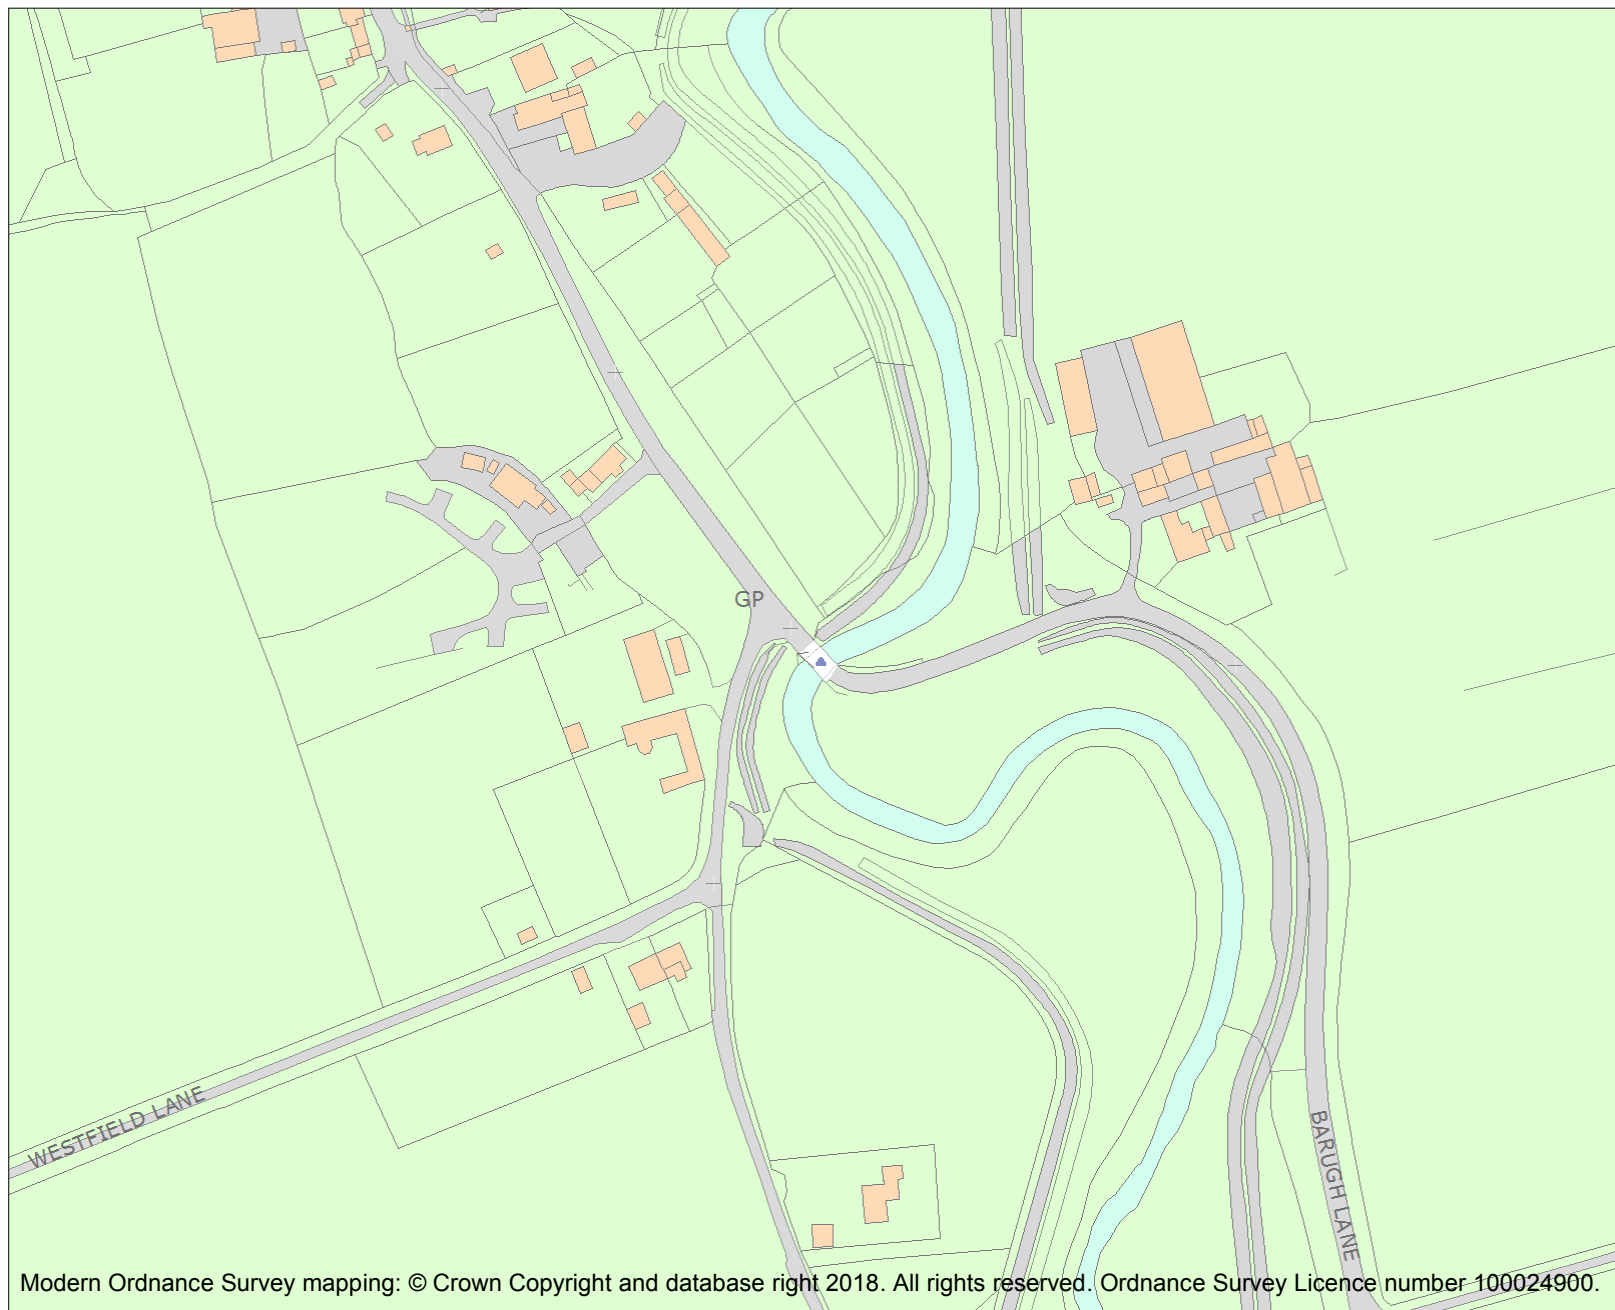 GP
WESTFIELD LANE
BARUGH LANE
Modern Ordnance Survey mapping: © Crown Copyright and database right 2018. All rights reserved. Ordnance Survey Licence number 100024900.